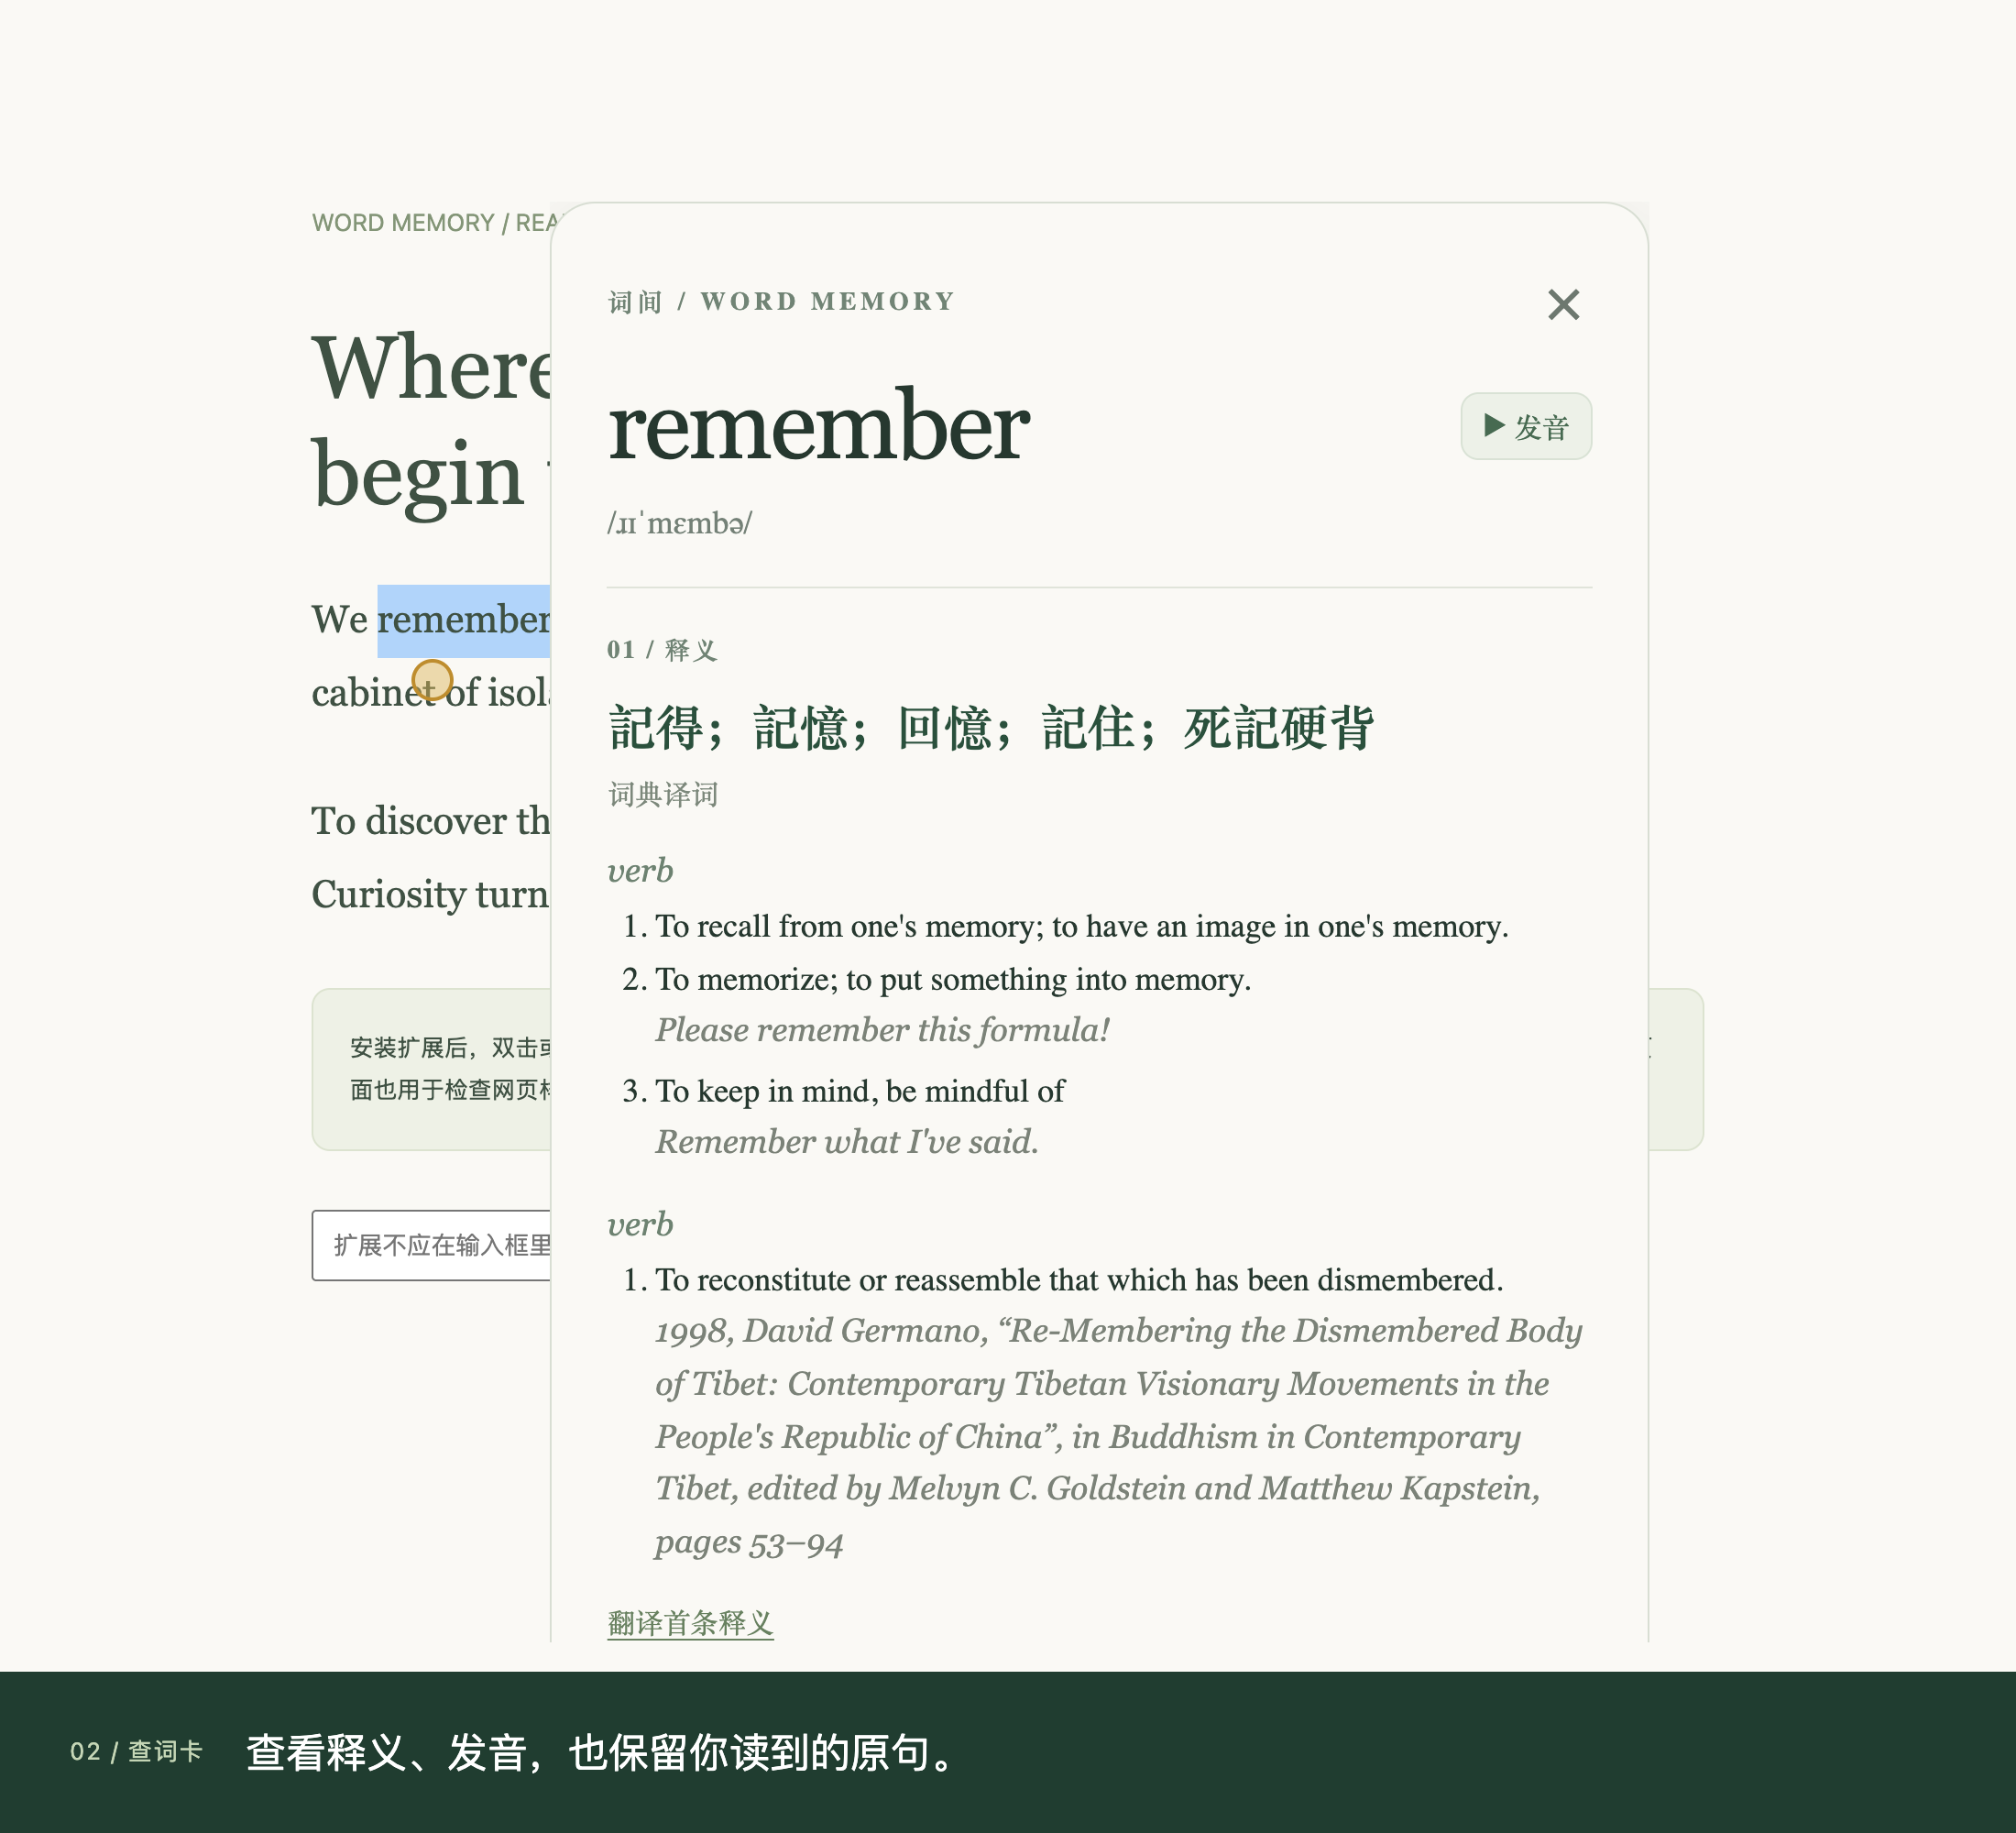 WORD MEMORY / REA
词间 / WORD MEMORY
remember
▶ 发音
/ɹɪˈmɛmbə/
Where
begin
We remember
cabinet of isol
To discover th
Curiosity turn
安装扩展后，双击或
面也用于检查网页样
扩展不应在输入框里
01 / 释义
記得；記憶；回憶；記住；死記硬背
词典译词
verb
1. To recall from one's memory; to have an image in one's memory.
2. To memorize; to put something into memory.
Please remember this formula!
3. To keep in mind, be mindful of
Remember what I've said.
verb
1. To reconstitute or reassemble that which has been dismembered.
1998, David Germano, “Re-Membering the Dismembered Body
of Tibet: Contemporary Tibetan Visionary Movements in the
People's Republic of China”, in Buddhism in Contemporary
Tibet, edited by Melvyn C. Goldstein and Matthew Kapstein,
pages 53–94
翻译首条释义
02 / 查词卡
查看释义、发音，也保留你读到的原句。